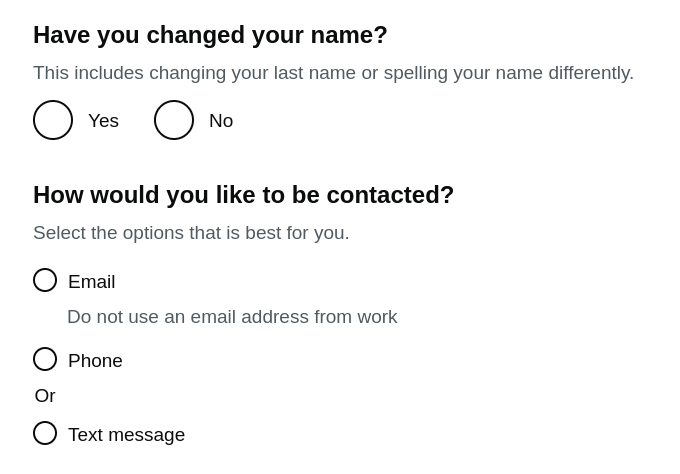 Have you changed your name?
This includes changing your last name or spelling your name differently.
Yes No
How would you like to be contacted?
Select the options that is best for you.
Email
Do not use an email address from work
Phone
Or
Text message